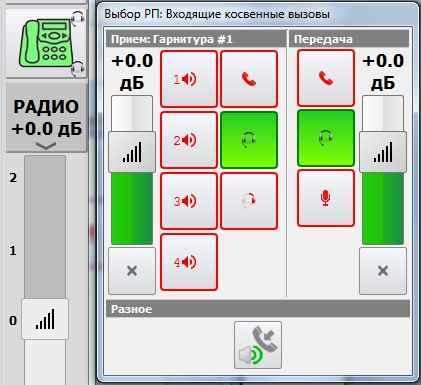 Выбор РП: Входящие косвенные вызовы
Прием: Гарнитура #1
Передача
+0.0
дБ
1
2
3
4
+0.0
дБ
РАДИО
+0.0 дБ
2
1
0
Разное